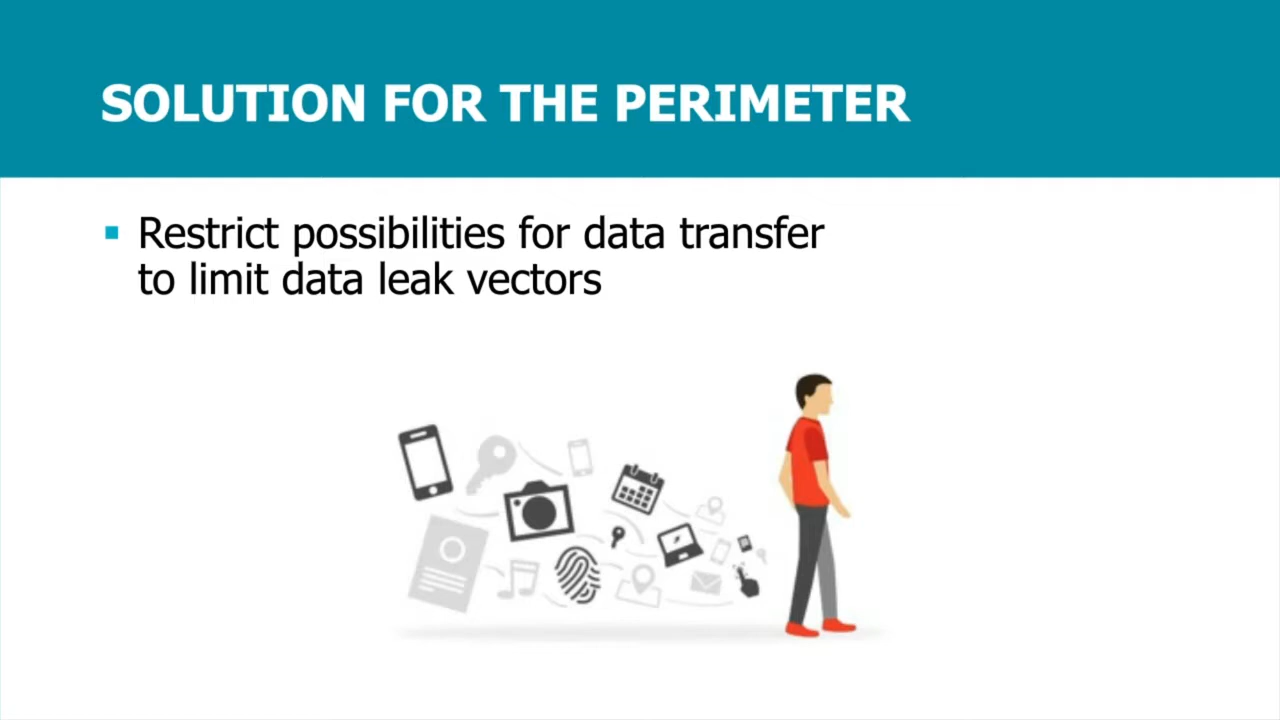 SOLUTION FOR THE PERIMETER
▪ Restrict possibilities for data transfer
to limit data leak vectors